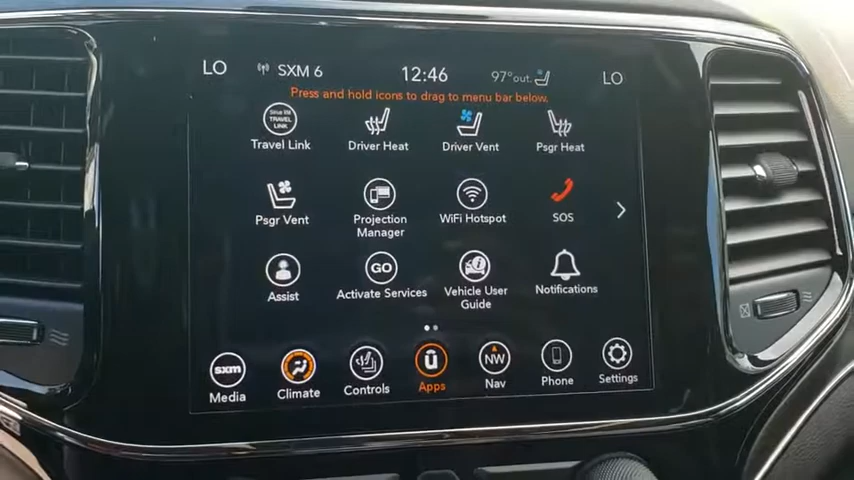 LO SXM 6 12:46 97° out. LO
Press and hold icons to drag to menu bar below.
Sirius XM
TRAVEL
LINK
Travel Link Driver Heat Driver Vent Psgr Heat
Psgr Vent Projection
Manager WiFi Hotspot SOS
GO
Assist Activate Services Vehicle User
Guide Notifications
sxm NW
Media Climate Controls Apps Nav Phone Settings